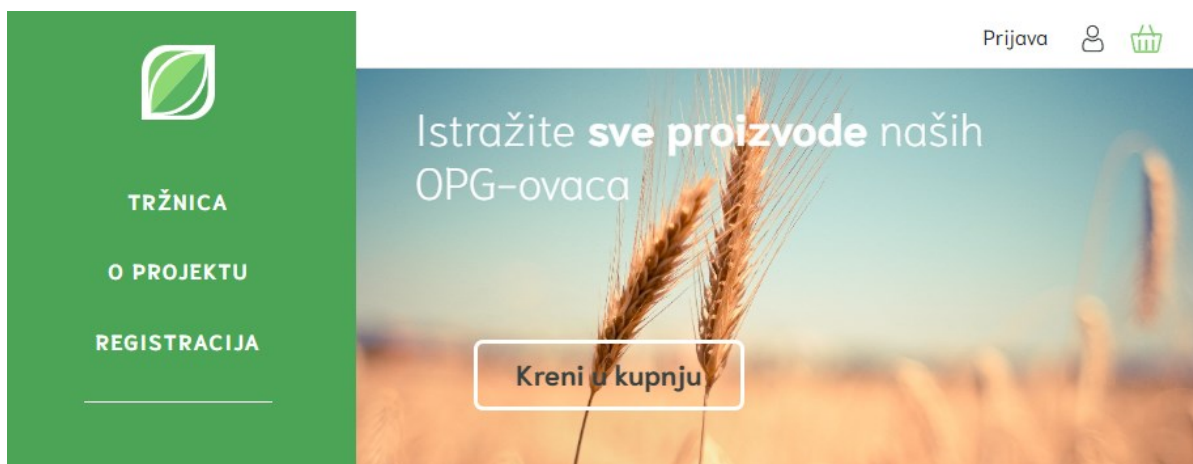 TRŽNICA
O PROJEKTU
REGISTRACIJA
Prijava
Istražite sve proizvode naših
OPG-ovaca
Kreni u kupnju